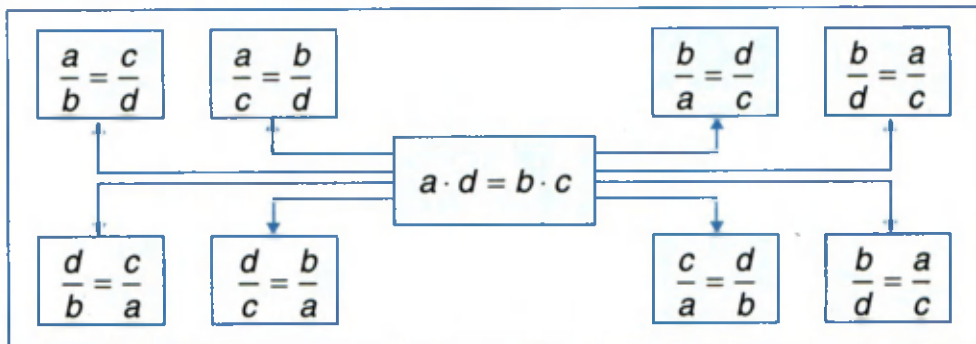 a/b = c/d
a/c = b/d
b/a = d/c
b/d = a/c
a · d = b · c
d/b = c/a
d/c = b/a
c/a = d/b
b/d = a/c